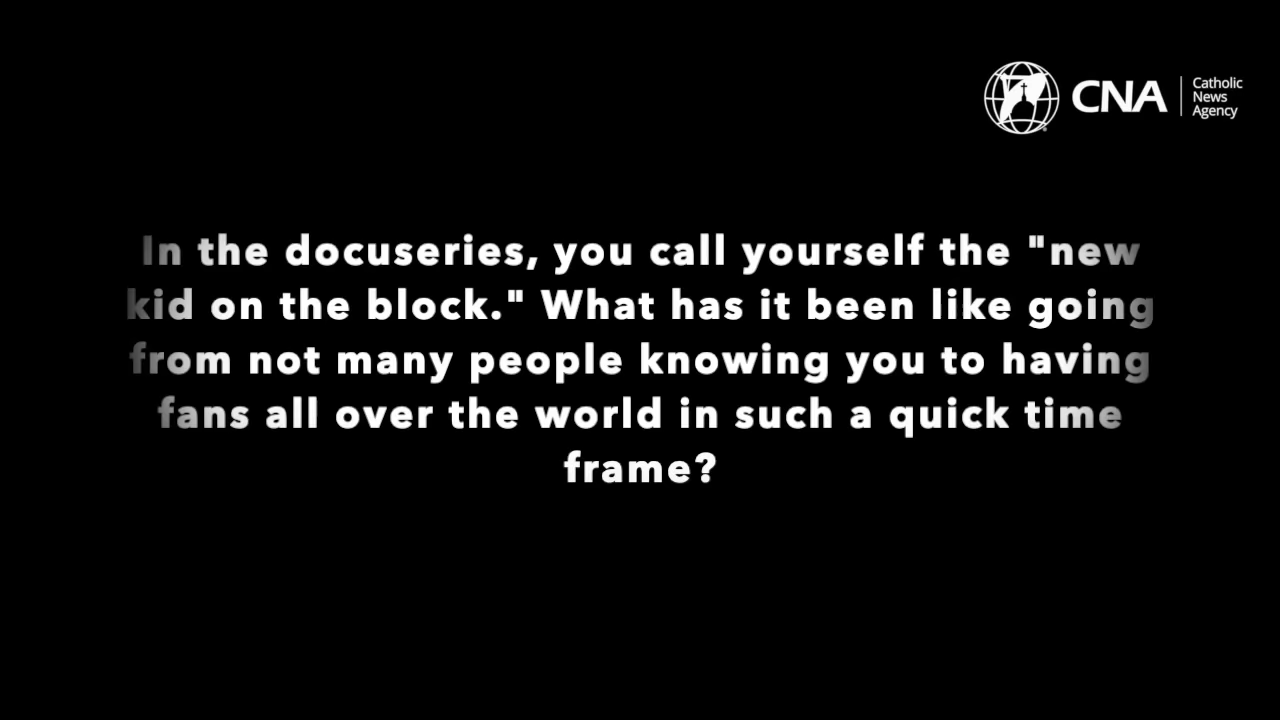 CNA
Catholic
News
Agency
In the docuseries, you call yourself the "new
kid on the block." What has it been like going
from not many people knowing you to having
fans all over the world in such a quick time
frame?